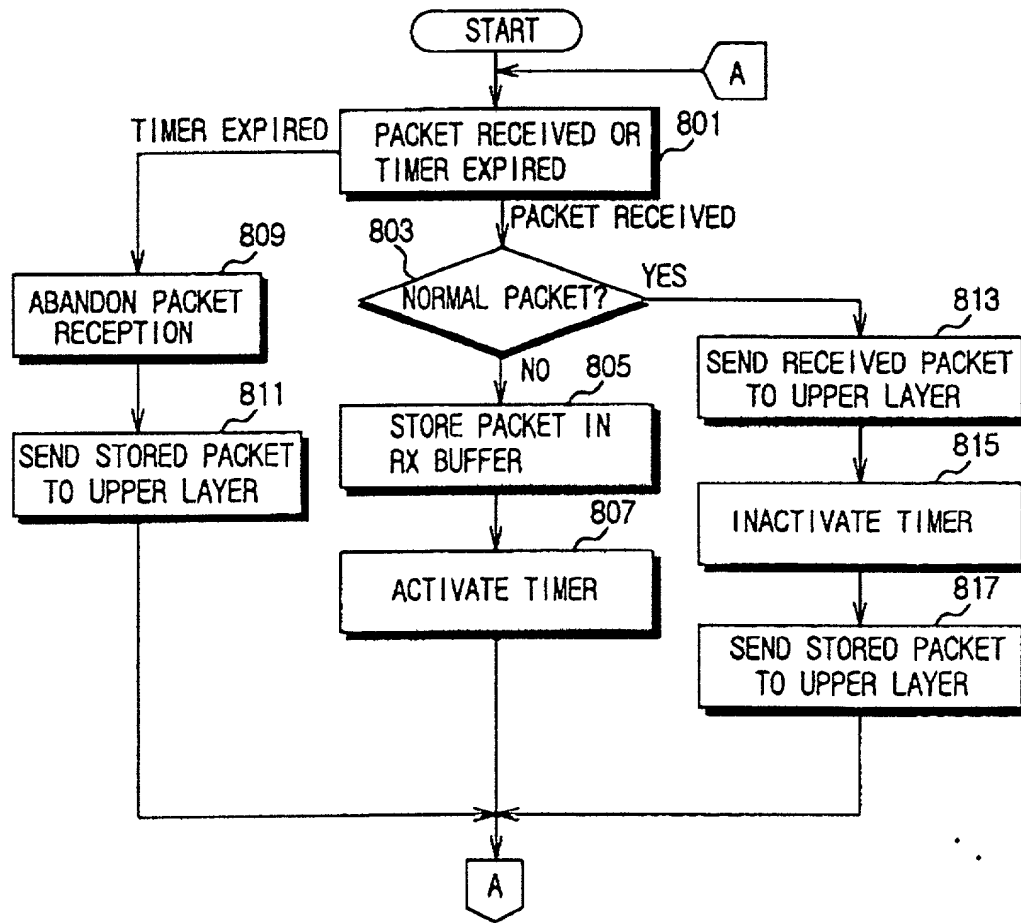 START
A
TIMER EXPIRED
PACKET RECEIVED OR
TIMER EXPIRED
801
PACKET RECEIVED
803
NORMAL PACKET?
YES
NO
809
ABANDON PACKET
RECEPTION
811
SEND STORED PACKET
TO UPPER LAYER
805
STORE PACKET IN
RX BUFFER
807
ACTIVATE TIMER
813
SEND RECEIVED PACKET
TO UPPER LAYER
815
INACTIVATE TIMER
817
SEND STORED PACKET
TO UPPER LAYER
A